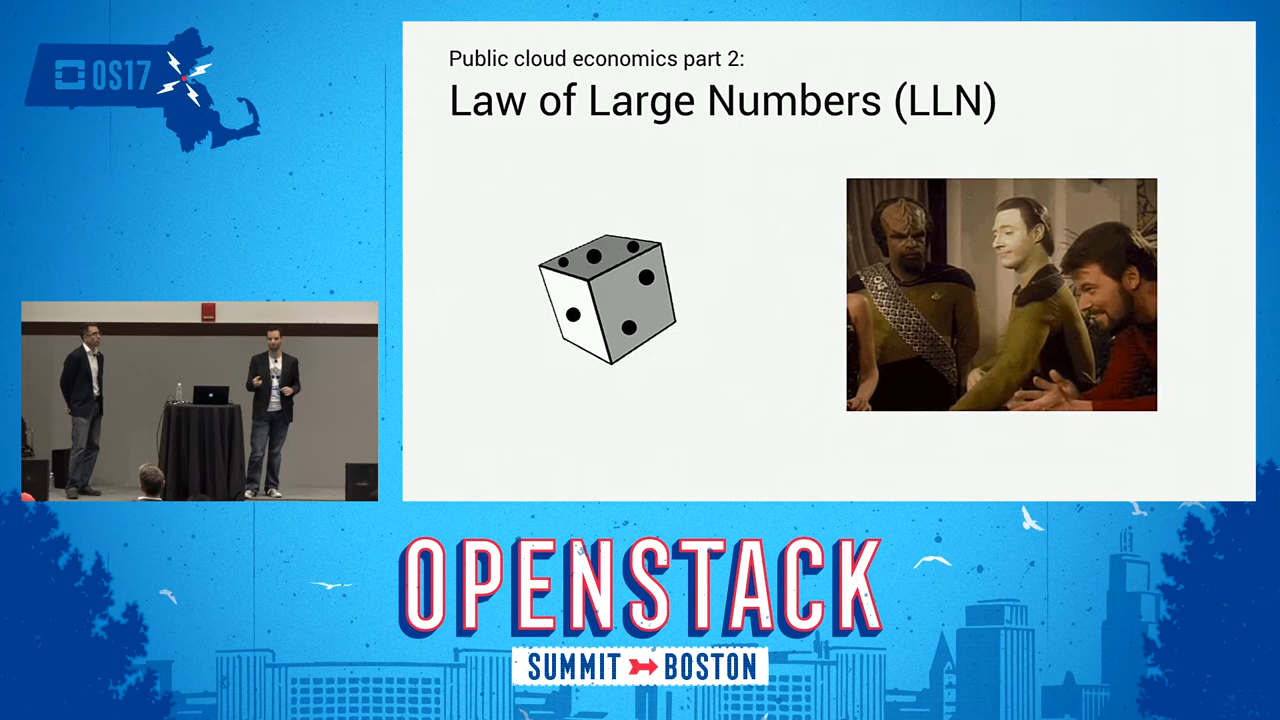 OS17
Public cloud economics part 2:
Law of Large Numbers (LLN)
OPENSTACK
SUMMIT BOSTON